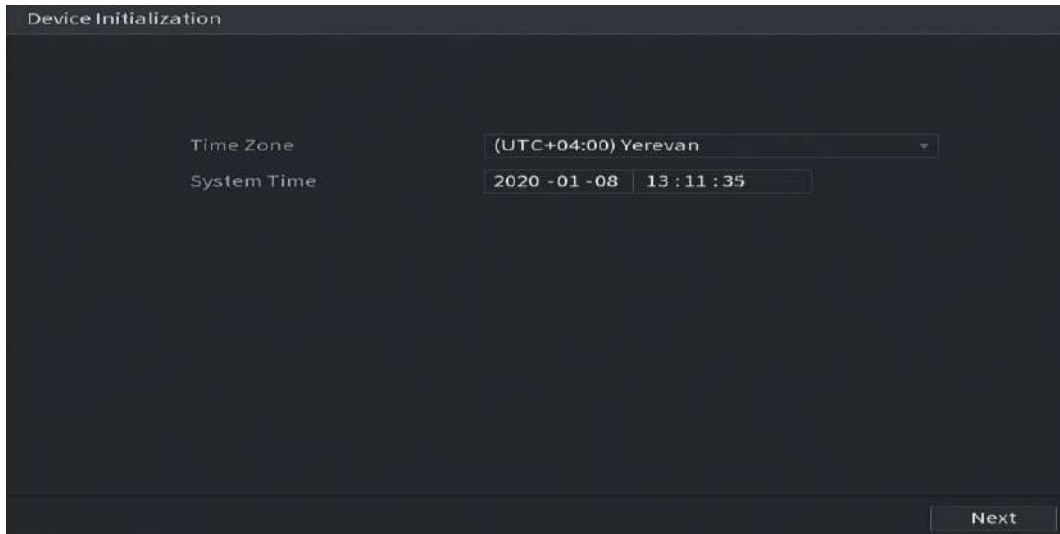 Device Initialization
Time Zone (UTC+04:00) Yerevan
System Time 2020 -01 -08 13 : 11 : 35
Next